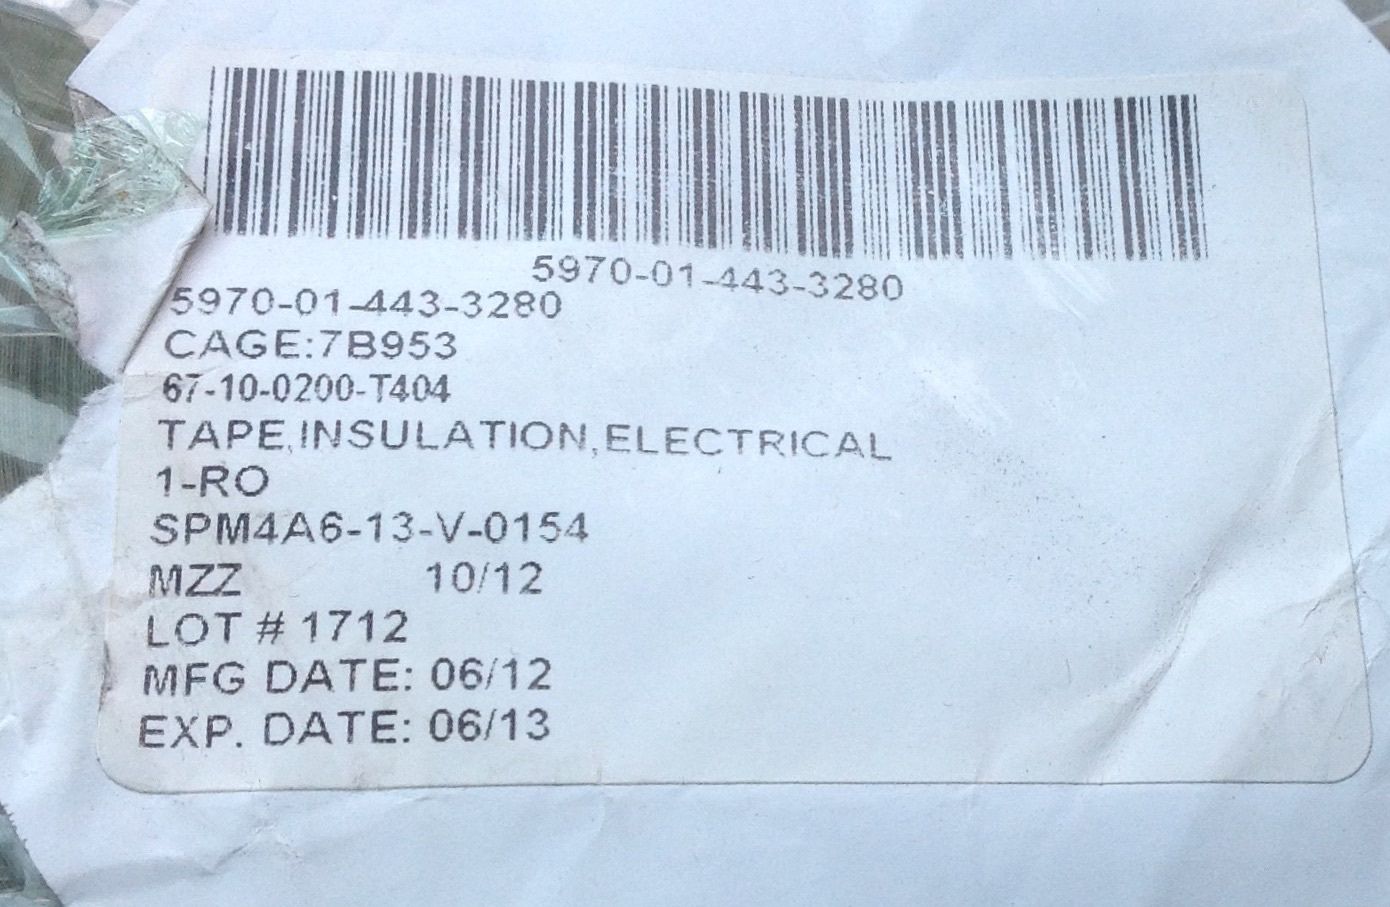 5970-01-443-3280
5970-01-443-3280
CAGE:7B953
67-10-0200-T404
TAPE,INSULATION,ELECTRICAL
1-RO
SPM4A6-13-V-0154
MZZ 10/12
LOT # 1712
MFG DATE: 06/12
EXP. DATE: 06/13